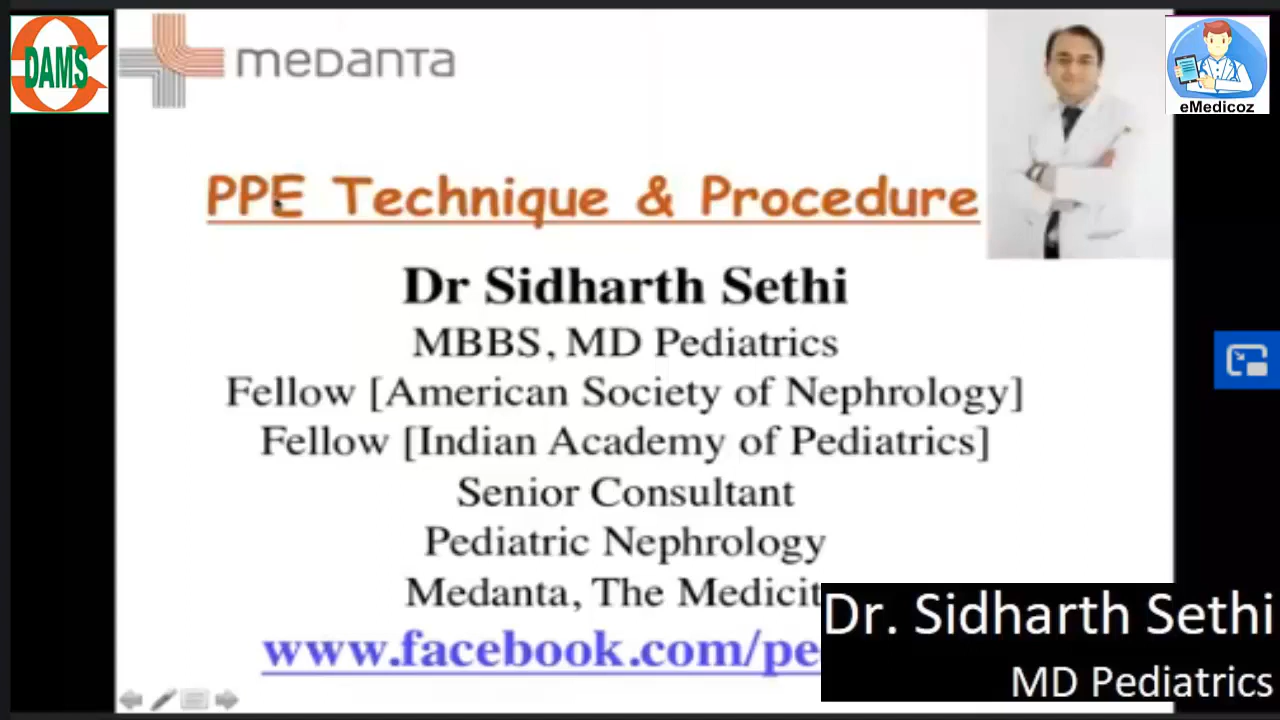 DAMS
medanta
eMedicoz
PPE Technique & Procedure
Dr Sidharth Sethi
MBBS, MD Pediatrics
Fellow [American Society of Nephrology]
Fellow [Indian Academy of Pediatrics]
Senior Consultant
Pediatric Nephrology
Medanta, The Medicit
www.facebook.com/pe
Dr. Sidharth Sethi
MD Pediatrics